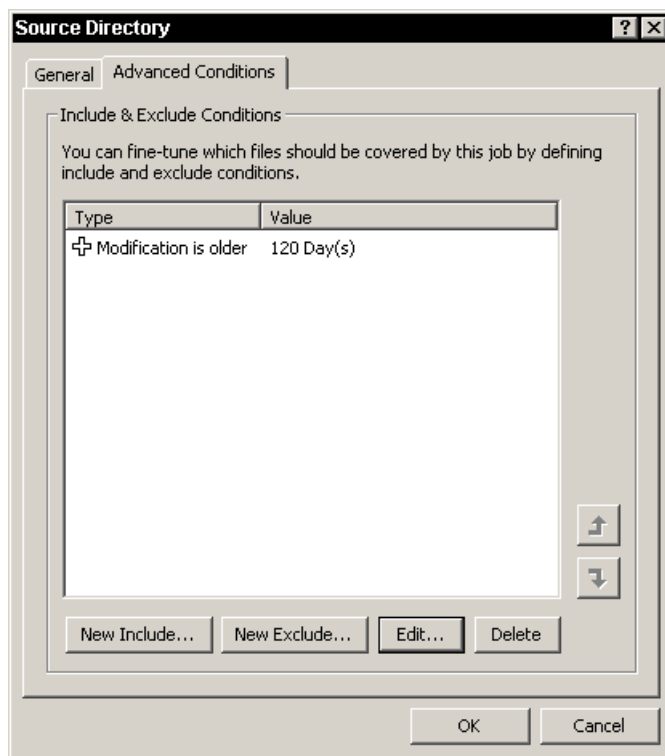 Source Directory
General
Advanced Conditions
Include & Exclude Conditions
You can fine-tune which files should be covered by this job by defining
include and exclude conditions.
Type Value
Modification is older 120 Day(s)
New Include... New Exclude... Edit... Delete
OK Cancel